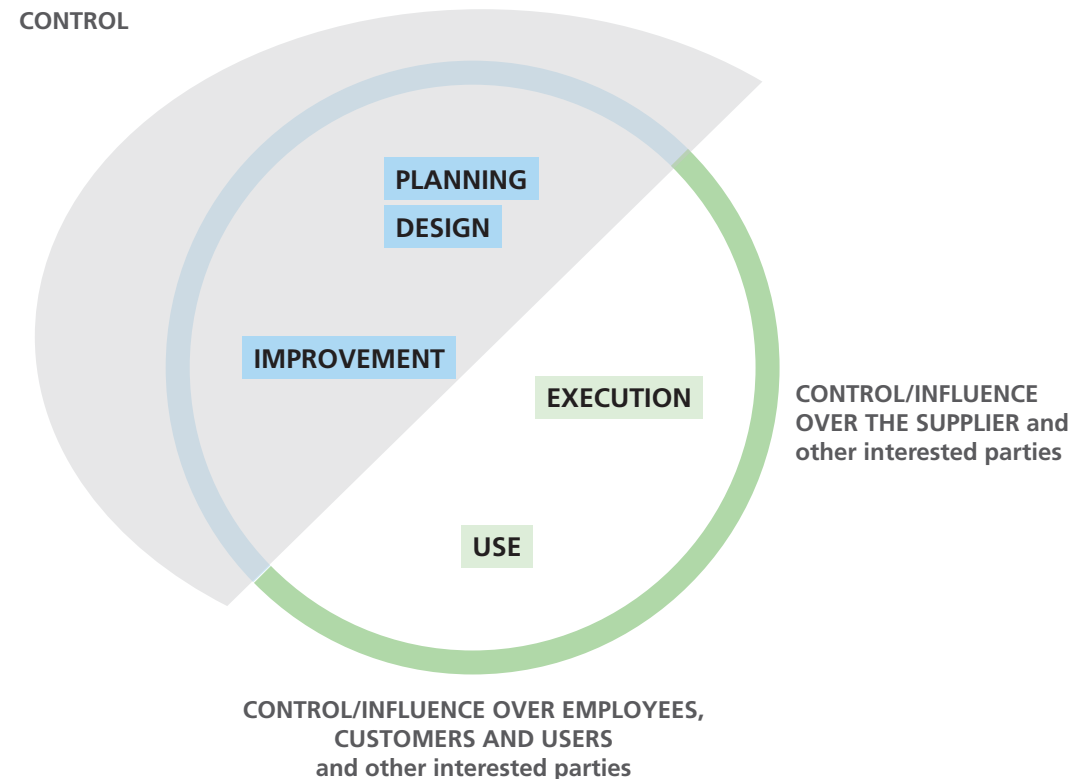 CONTROL
PLANNING
DESIGN
IMPROVEMENT
EXECUTION
CONTROL/INFLUENCE
OVER THE SUPPLIER and
other interested parties
USE
CONTROL/INFLUENCE OVER EMPLOYEES,
CUSTOMERS AND USERS
and other interested parties